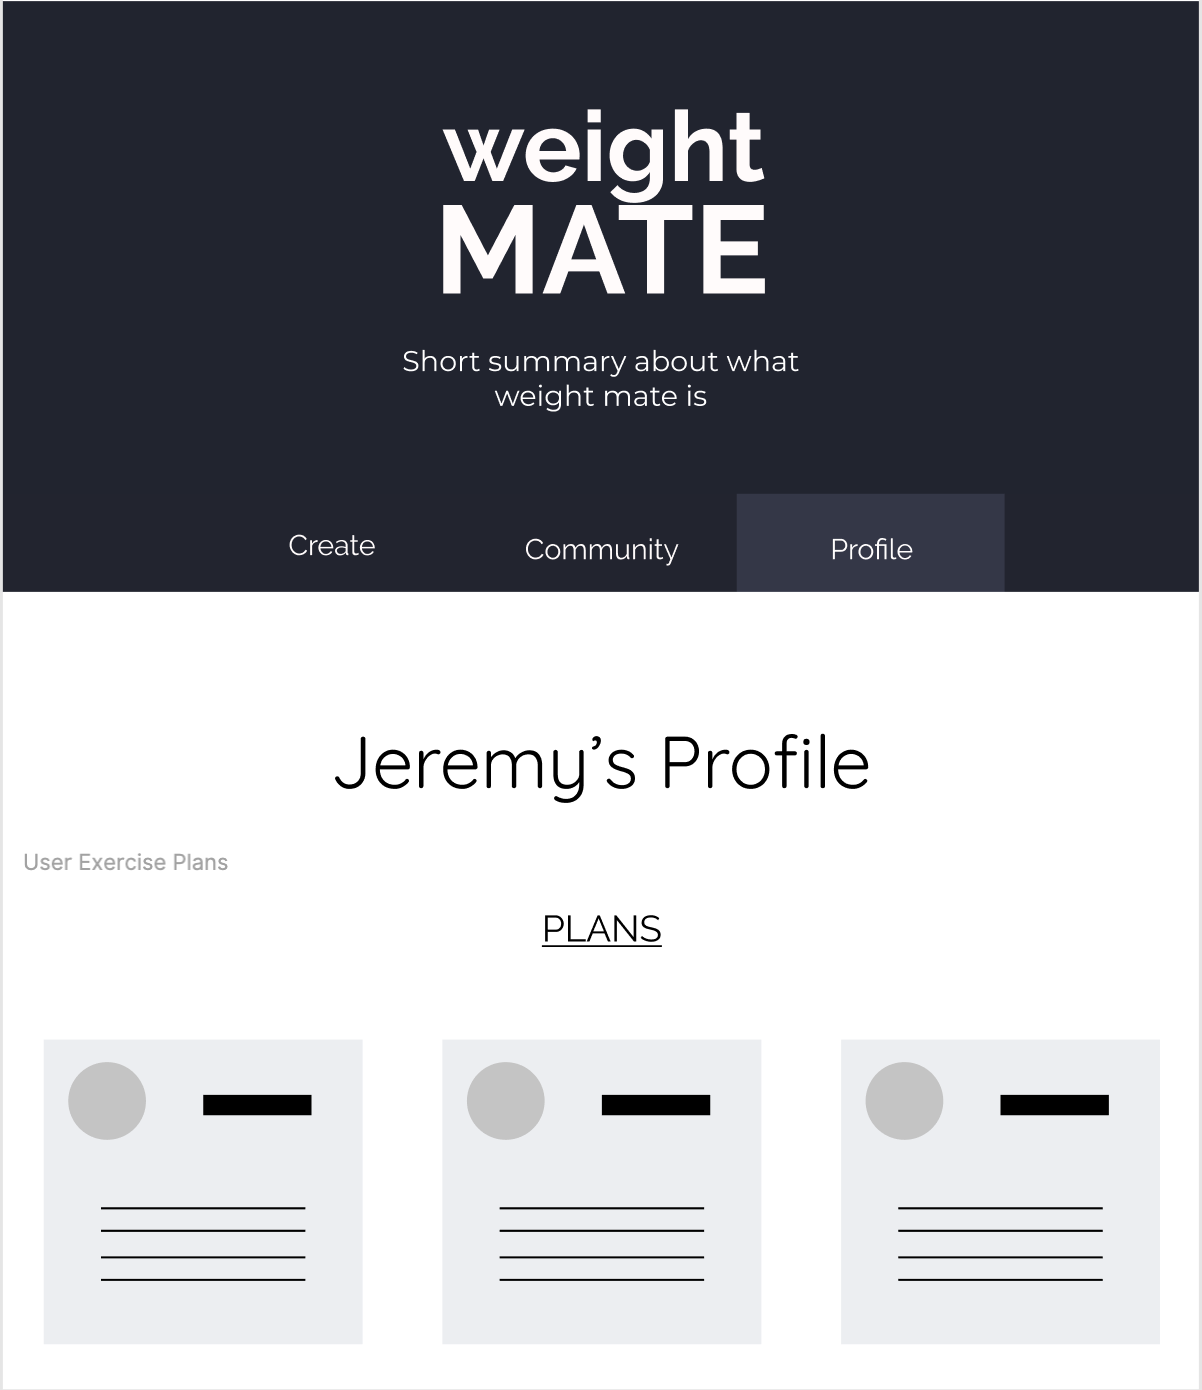 weight
MATE
Short summary about what
weight mate is
Create
Community
Profile
Jeremy’s Profile
User Exercise Plans
PLANS